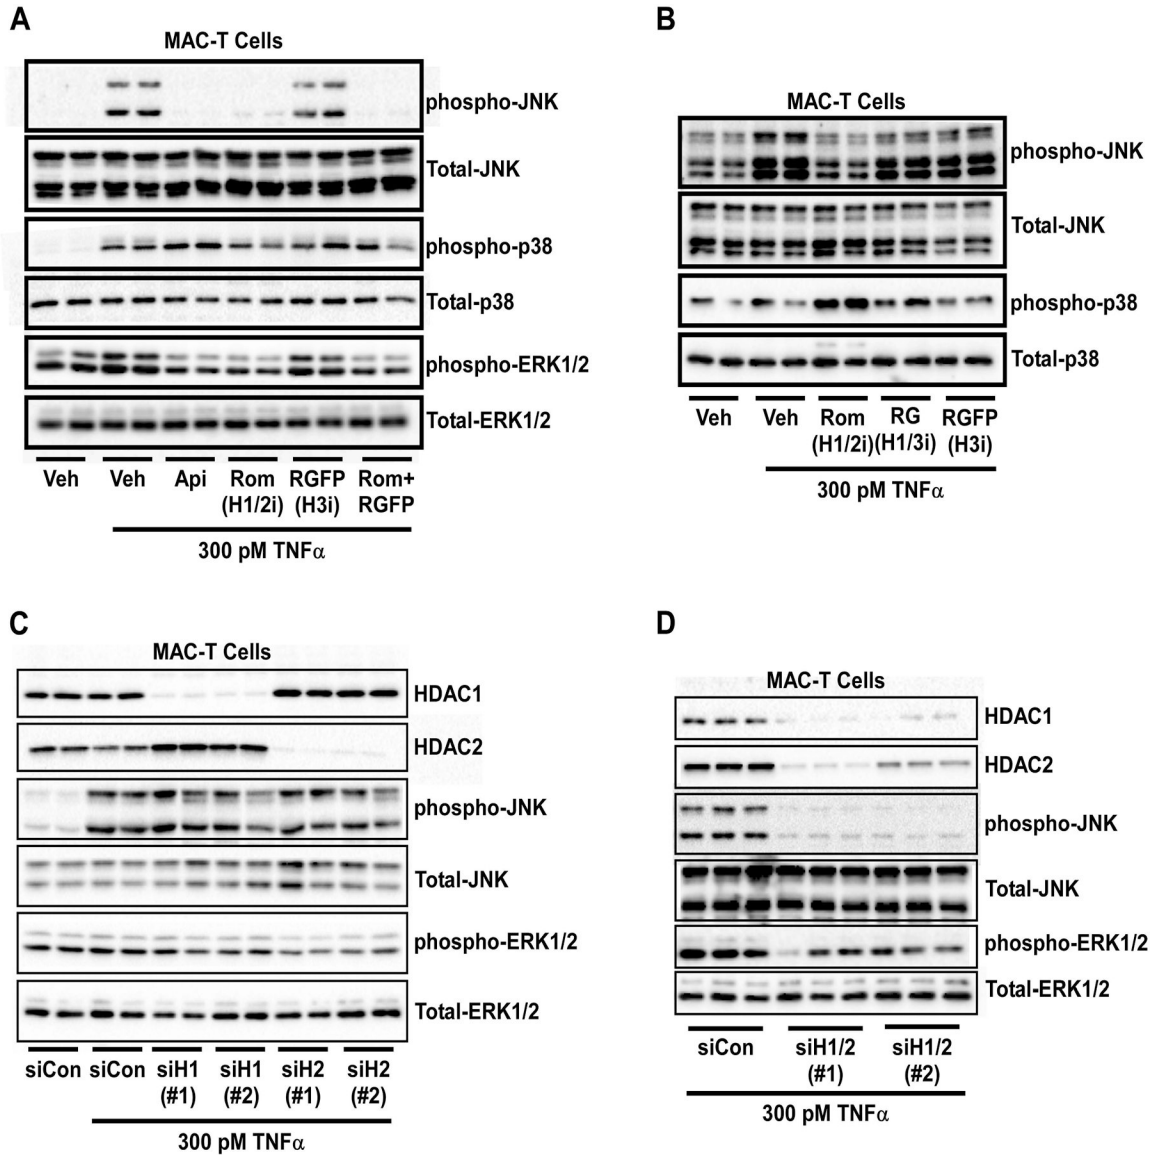 A
MAC-T Cells
phospho-JNK
Total-JNK
phospho-p38
Total-p38
phospho-ERK1/2
Total-ERK1/2
Veh Veh Api Rom RGFP Rom+
(H1/2i) (H3i) RGFP
300 pM TNFα
B
MAC-T Cells
phospho-JNK
Total-JNK
phospho-p38
Total-p38
Veh Veh Rom RG RGFP
(H1/2i) (H1/3i) (H3i)
300 pM TNFα
C
MAC-T Cells
HDAC1
HDAC2
phospho-JNK
Total-JNK
phospho-ERK1/2
Total-ERK1/2
siCon siCon siH1 siH1 siH2 siH2
(#1) (#2) (#1) (#2)
300 pM TNFα
D
MAC-T Cells
HDAC1
HDAC2
phospho-JNK
Total-JNK
phospho-ERK1/2
Total-ERK1/2
siCon siH1/2 siH1/2
(#1) (#2)
300 pM TNFα